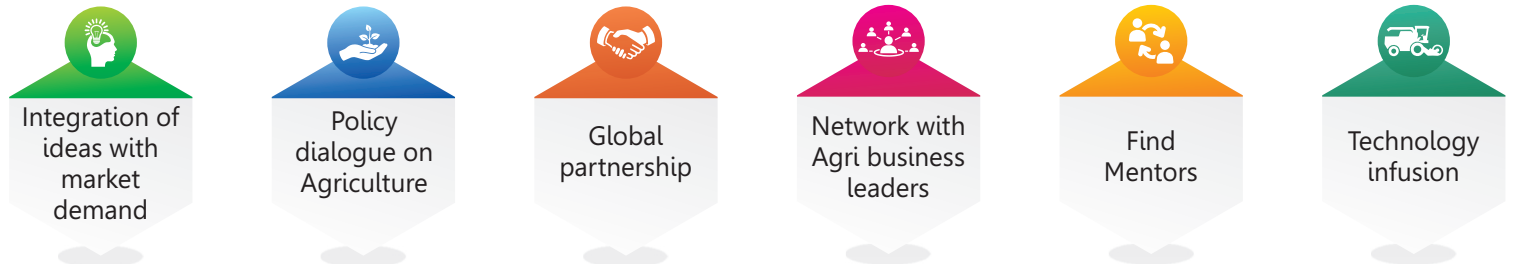 Integration of
ideas with
market
demand
Policy
dialogue on
Agriculture
Global
partnership
Network with
Agri business
leaders
Find
Mentors
Technology
infusion